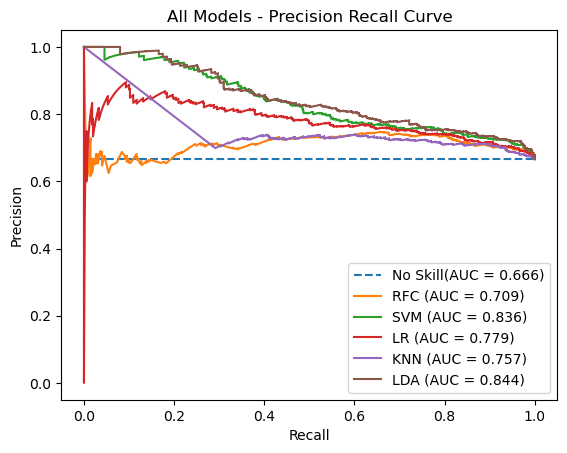 All Models - Precision Recall Curve
1.0
0.8
0.6
0.4
0.2
0.0
Precision
0.0 0.2 0.4 0.6 0.8 1.0
Recall
No Skill(AUC = 0.666)
RFC (AUC = 0.709)
SVM (AUC = 0.836)
LR (AUC = 0.779)
KNN (AUC = 0.757)
LDA (AUC = 0.844)